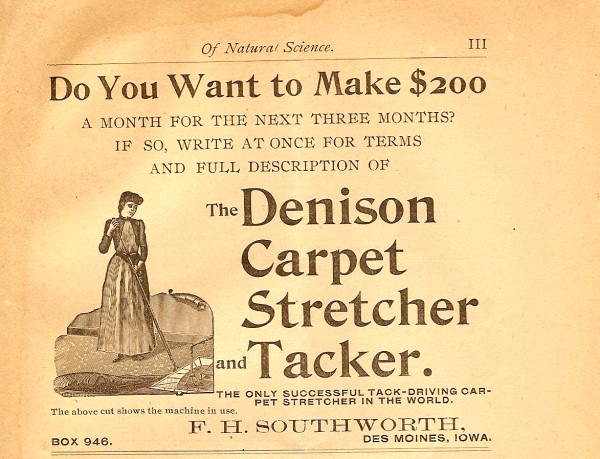 Of Natural Science.
III
Do You Want to Make $200
A MONTH FOR THE NEXT THREE MONTHS?
IF SO, WRITE AT ONCE FOR TERMS
AND FULL DESCRIPTION OF
The Denison
Carpet
Stretcher
and Tacker.
THE ONLY SUCCESSFUL TACK-DRIVING CAR-
PET STRETCHER IN THE WORLD.
The above cut shows the machine in use.
F. H. SOUTHWORTH,
BOX 946.
DES MOINES, IOWA.